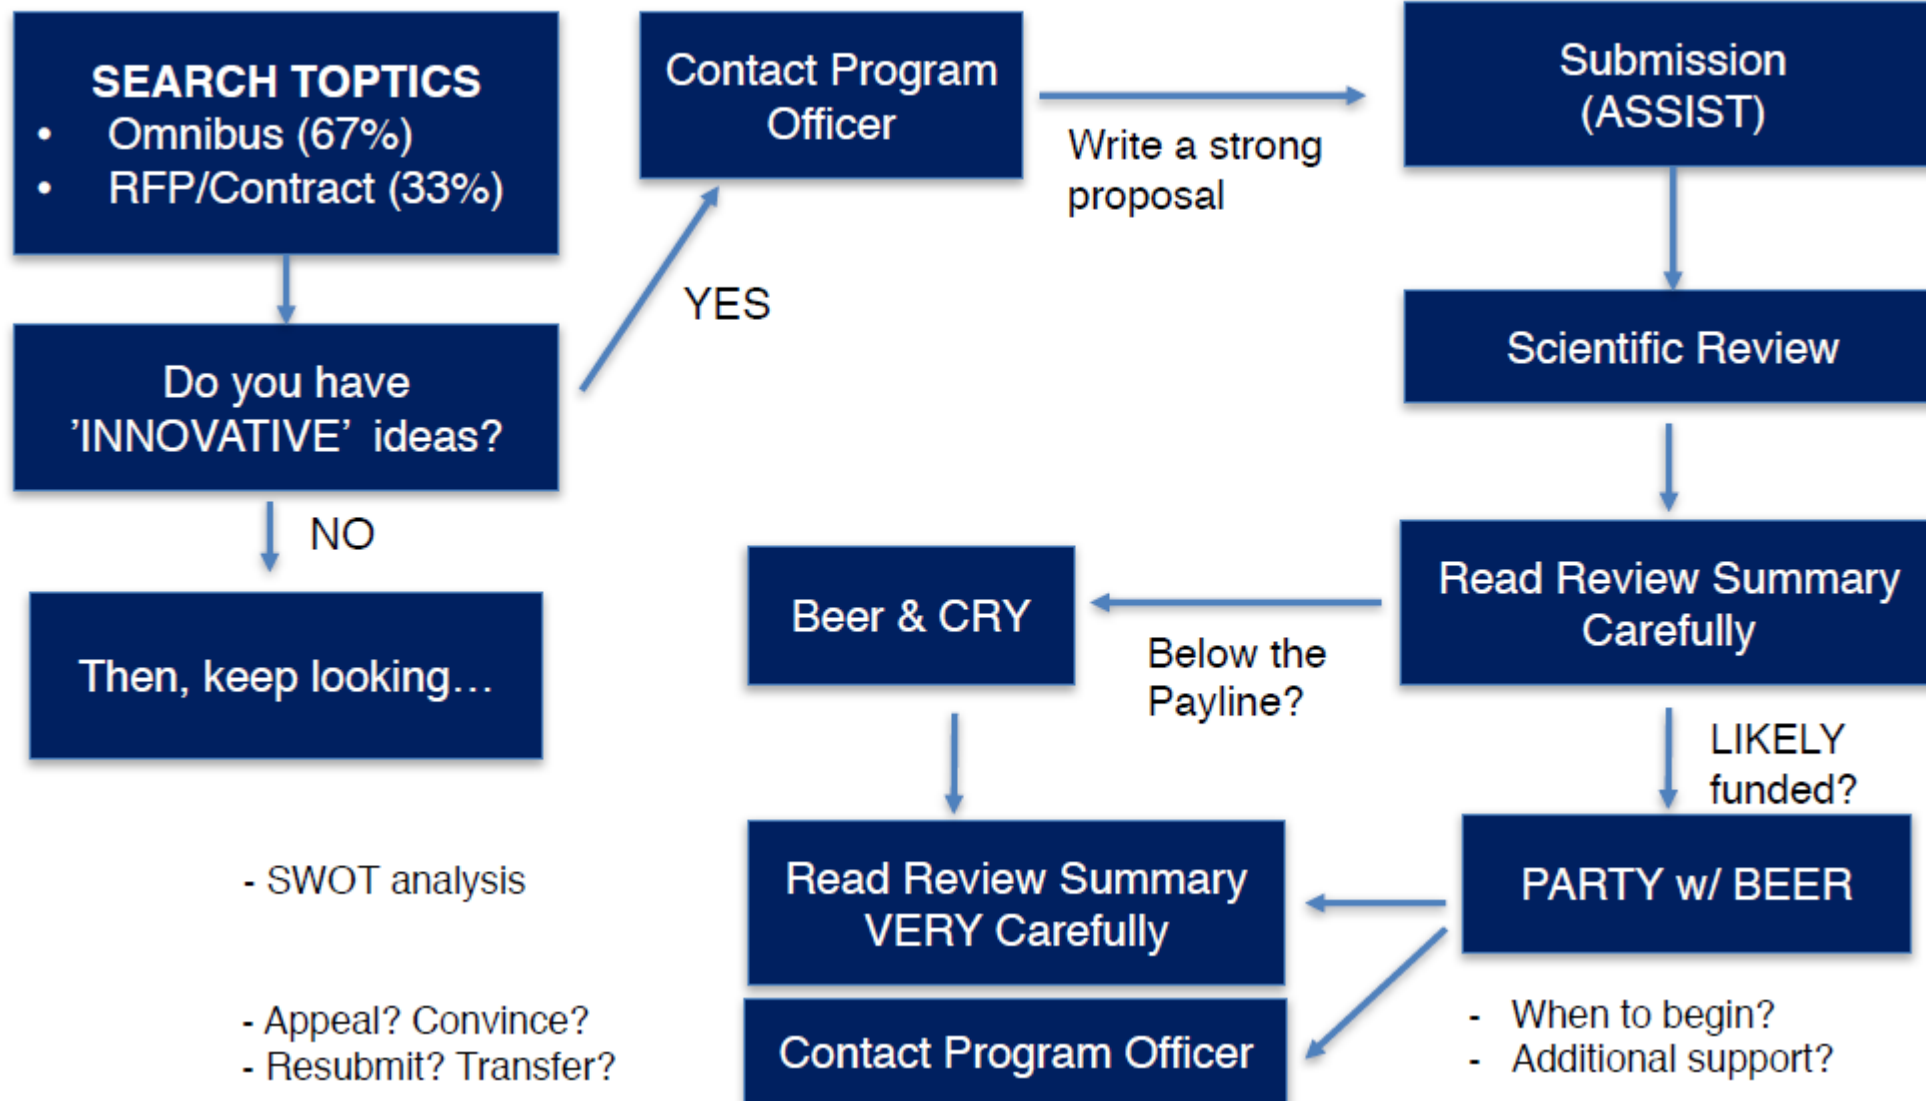 SEARCH TOPTICS
• Omnibus (67%)
• RFP/Contract (33%)
Do you have
’INNOVATIVE’ ideas?
NO
Then, keep looking…
YES
Contact Program
Officer
Write a strong
proposal
Submission
(ASSIST)
Scientific Review
Read Review Summary
Carefully
Below the
Payline?
Beer & CRY
LIKELY
funded?
PARTY w/ BEER
- When to begin?
- Additional support?
Read Review Summary
VERY Carefully
Contact Program Officer
- SWOT analysis
- Appeal? Convince?
- Resubmit? Transfer?